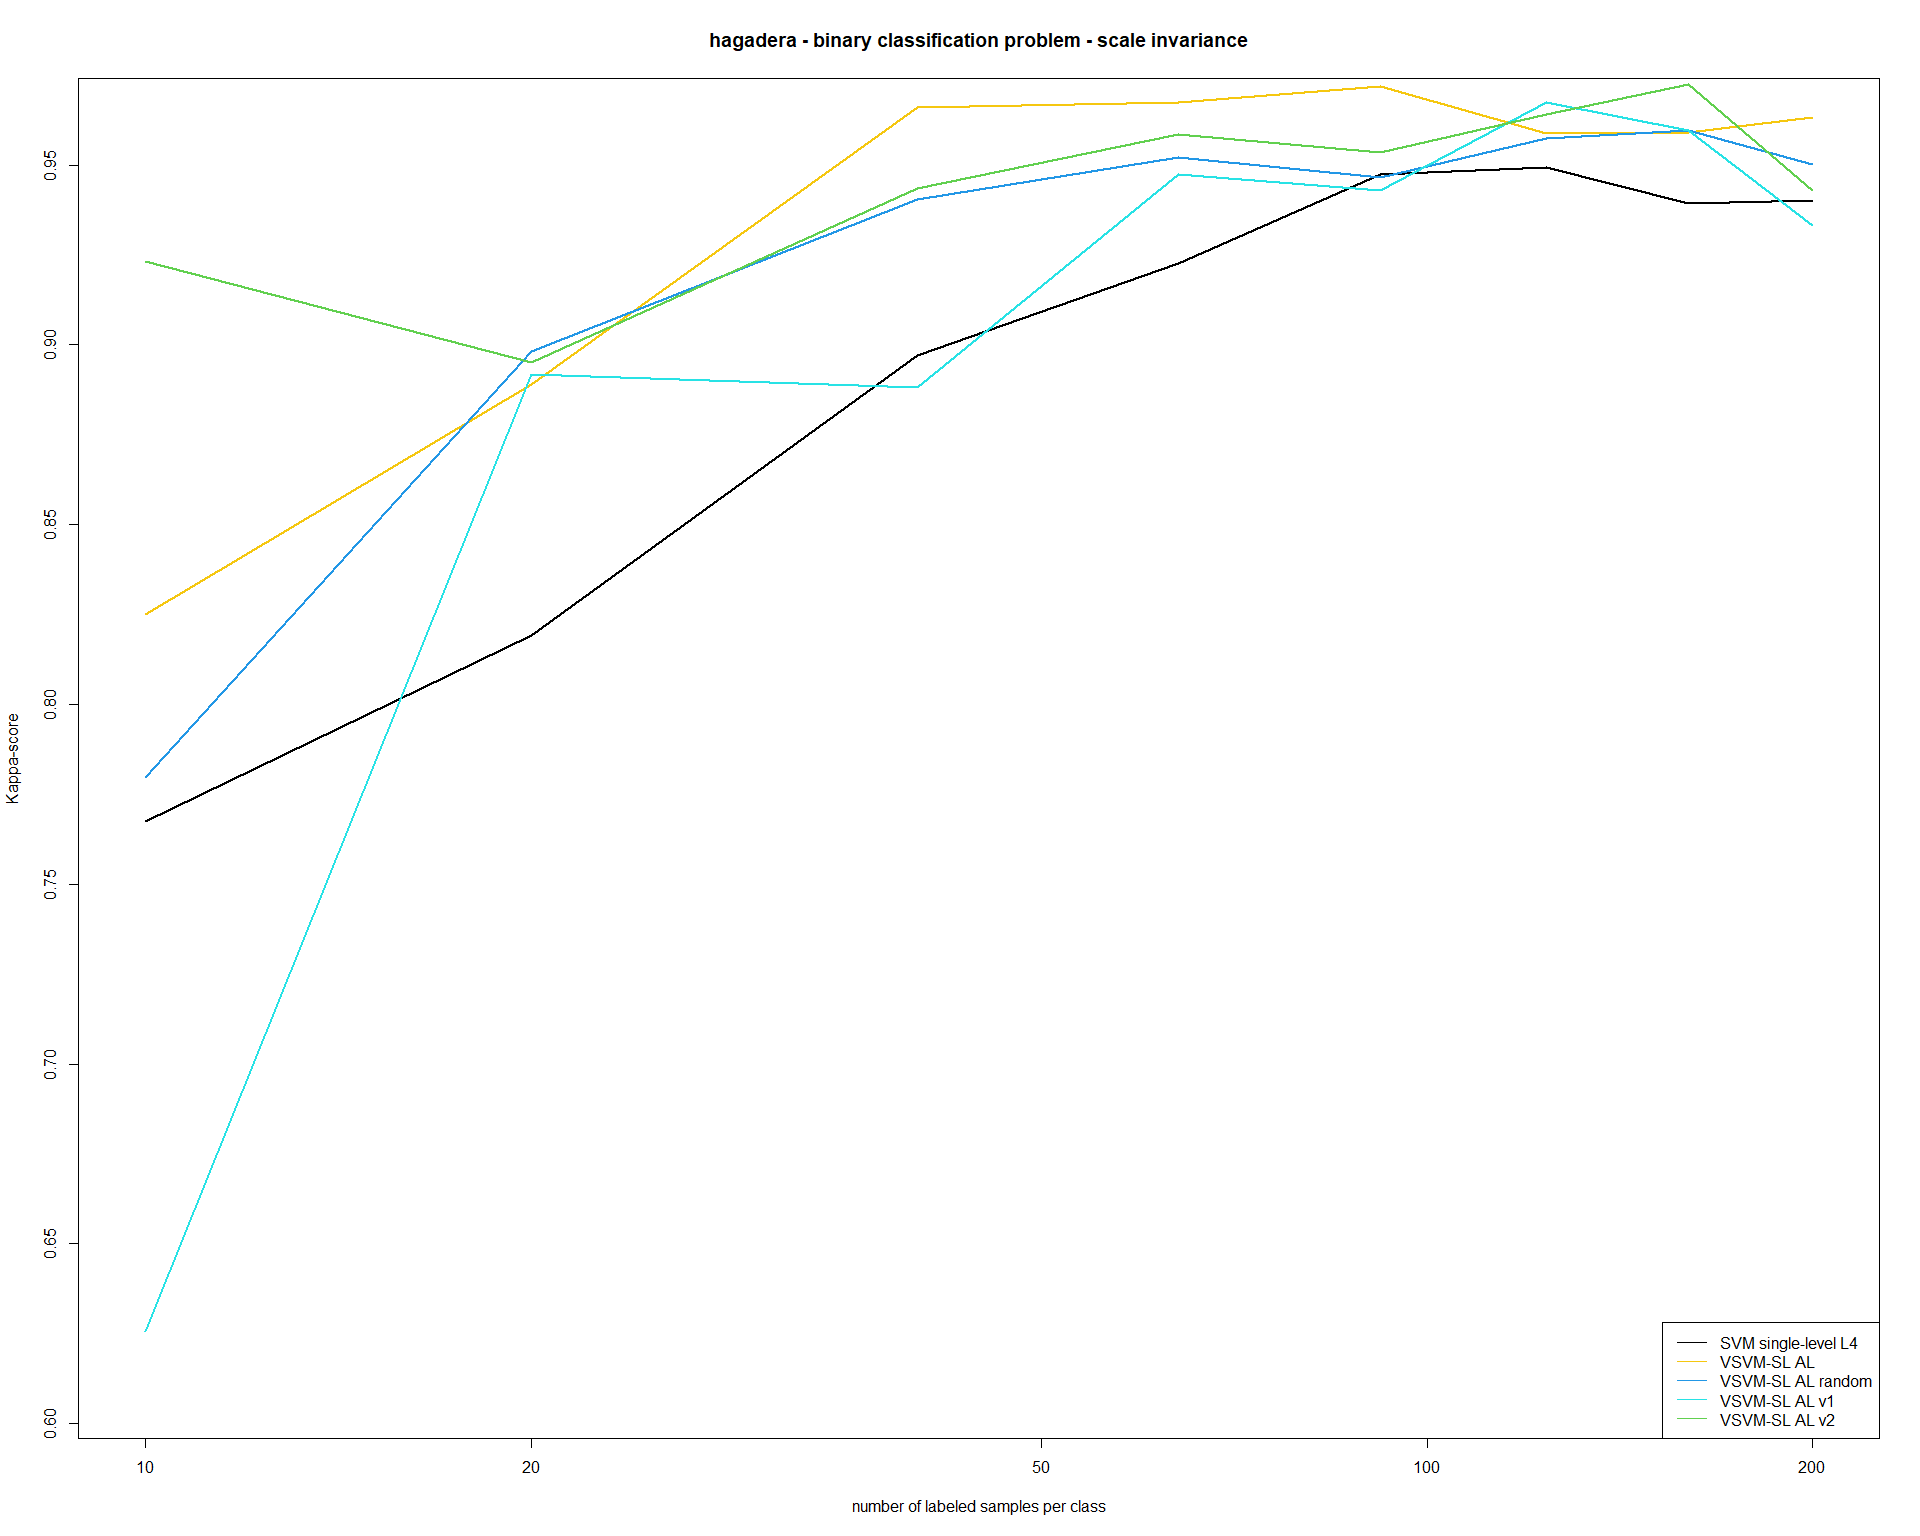 hagadera - binary classification problem - scale invariance
Kappa-score
0.95
0.90
0.85
0.80
0.75
0.70
0.65
0.60
10 20 50 100 200
number of labeled samples per class
SVM single-level L4
VSVM-SL AL
VSVM-SL AL random
VSVM-SL AL v1
VSVM-SL AL v2